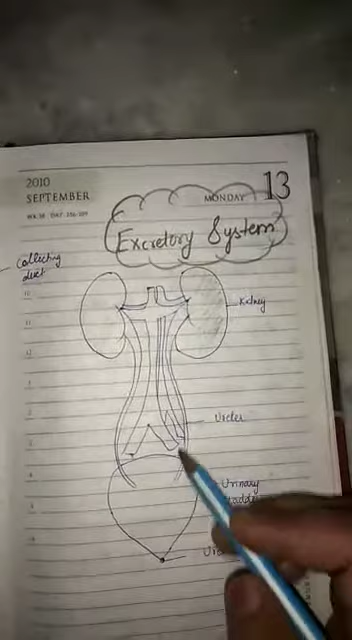 2010
SEPTEMBER
MONDAY 13
Excretory System
Collecting
duct
Kidney
Ureter
Urinary